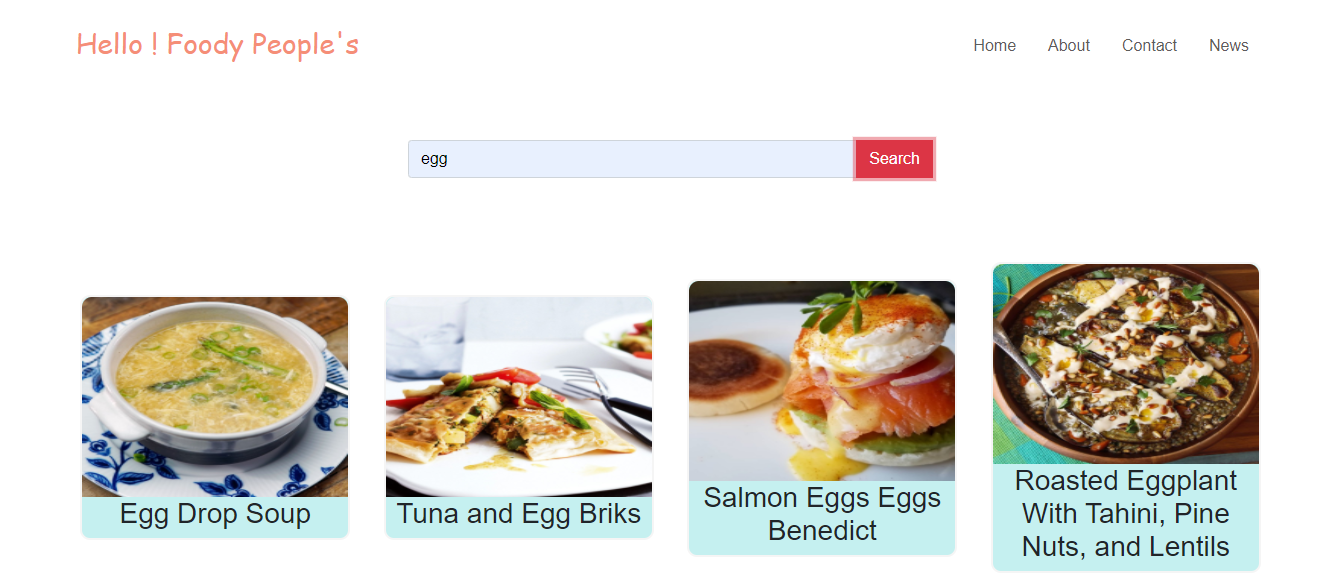 Hello ! Foody People's
Home About Contact News
egg
Search
Egg Drop Soup
Tuna and Egg Briks
Salmon Eggs Eggs
Benedict
Roasted Eggplant
With Tahini, Pine
Nuts, and Lentils